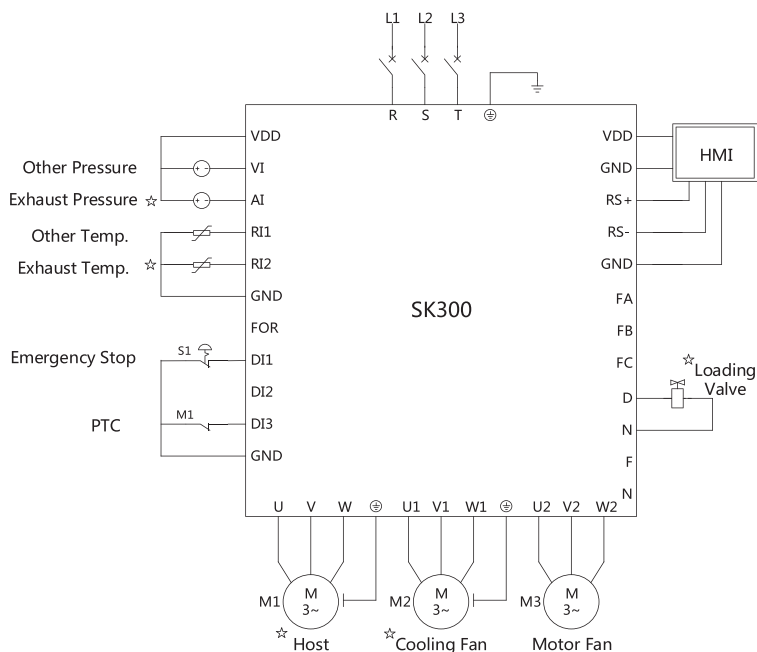 L1 L2 L3
R S T
VDD VDD
HMI
Other Pressure VI GND
Exhaust Pressure ☆ AI RS+
Other Temp. RI1 RS-
Exhaust Temp. ☆ RI2 GND
GND FA
SK300
FOR FB
Emergency Stop S1 DI1 FC
☆ Loading
Valve
DI2 D
PTC M1 DI3 N
GND F
N
U V W U1 V1 W1 U2 V2 W2
M1 M 3~ M2 M 3~ M3 M 3~
☆ Host ☆ Cooling Fan Motor Fan